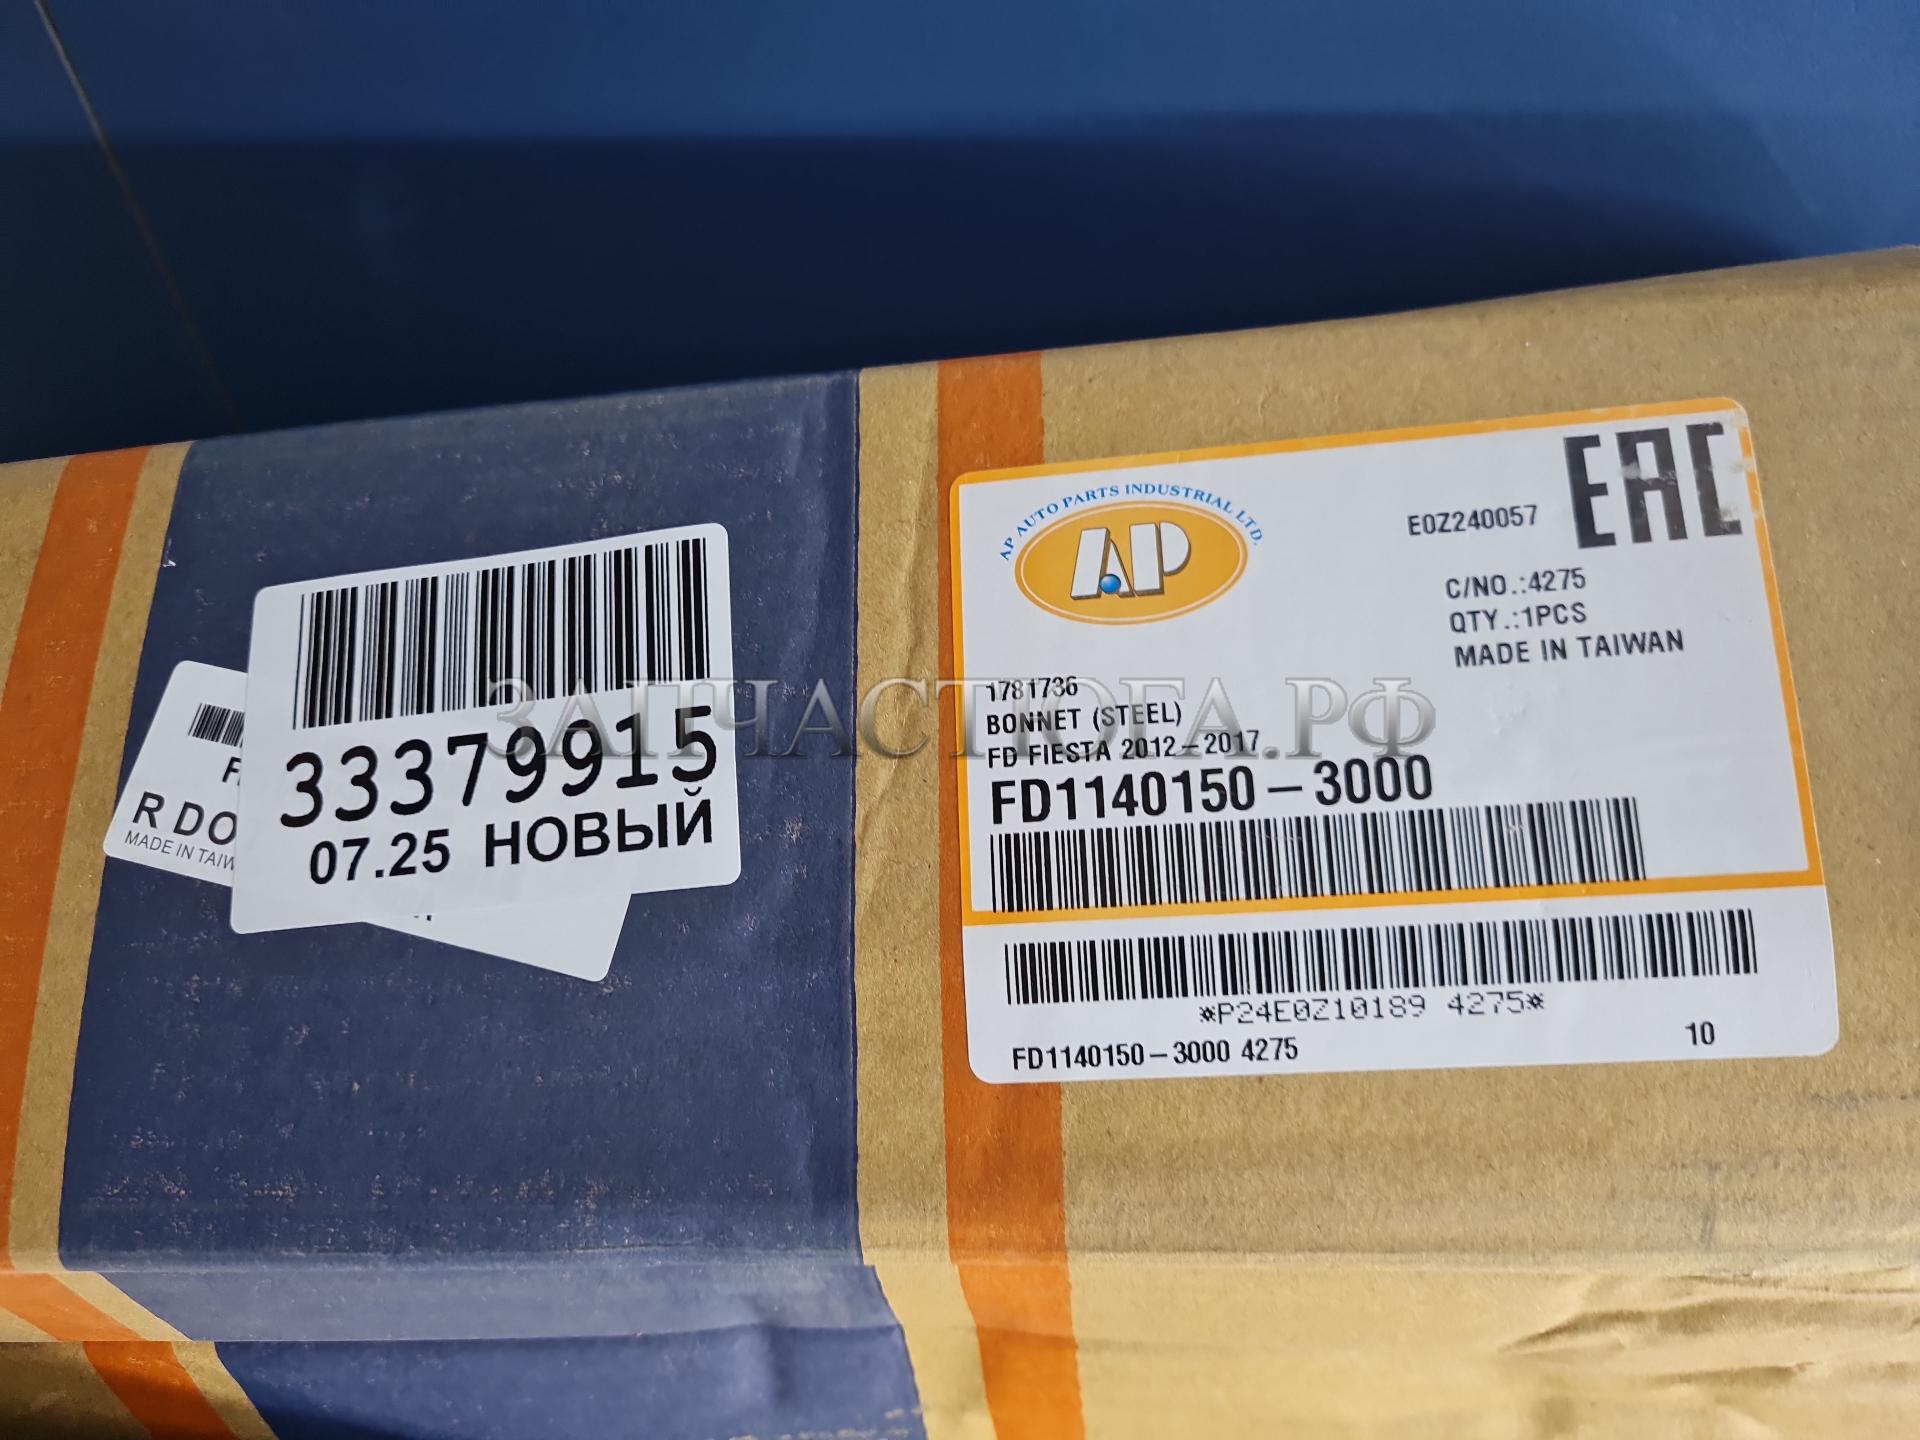 AP AUTO PARTS INDUSTRIAL LTD.
AP
E0Z240057
EAC
C/NO.:4275
QTY.:1PCS
MADE IN TAIWAN
1781736
BONNET (STEEL)
FD FIESTA 2012-2017
FD1140150-3000
*P24E0Z10189 4275*
FD1140150-3000 4275
10
33379915
07.25 НОВЫЙ
R DO
MADE IN TAIW
ЗАПЧАСТЮГА.РФ